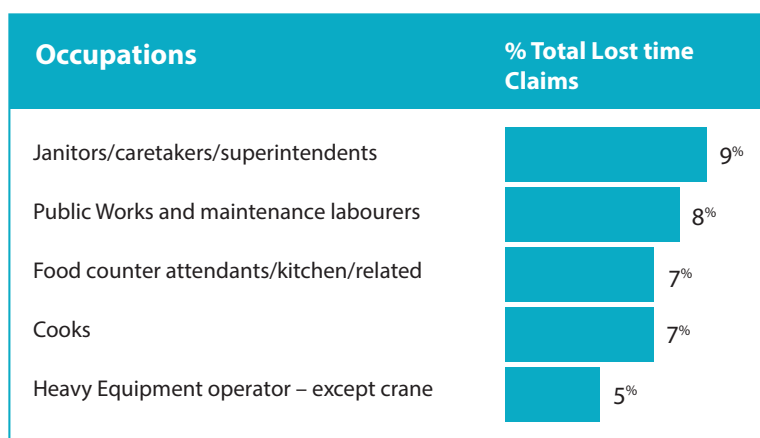 Occupations
% Total Lost time
Claims
Janitors/caretakers/superintendents
9%
Public Works and maintenance labourers
8%
Food counter attendants/kitchen/related
7%
Cooks
7%
Heavy Equipment operator – except crane
5%